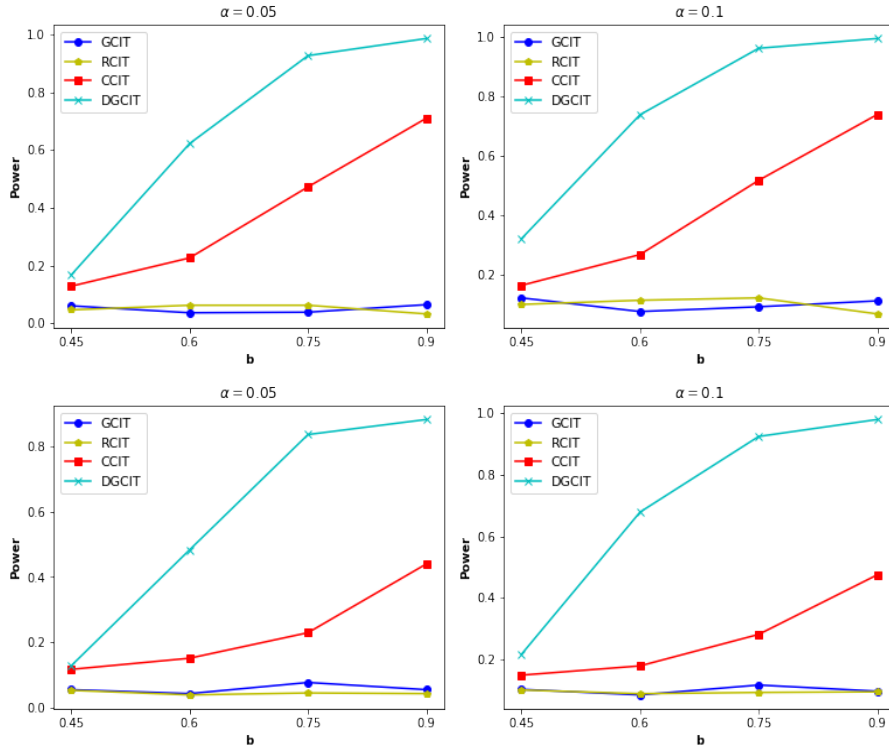 α = 0.05
GCIT
RCIT
CCIT
DGCIT
1.0
0.8
0.6
0.4
0.2
0.0
Power
0.45 0.6 0.75 0.9
b
α = 0.1
GCIT
RCIT
CCIT
DGCIT
1.0
0.8
0.6
0.4
0.2
Power
0.45 0.6 0.75 0.9
b
α = 0.05
GCIT
RCIT
CCIT
DGCIT
0.8
0.6
0.4
0.2
0.0
Power
0.45 0.6 0.75 0.9
b
α = 0.1
GCIT
RCIT
CCIT
DGCIT
1.0
0.8
0.6
0.4
0.2
Power
0.45 0.6 0.75 0.9
b